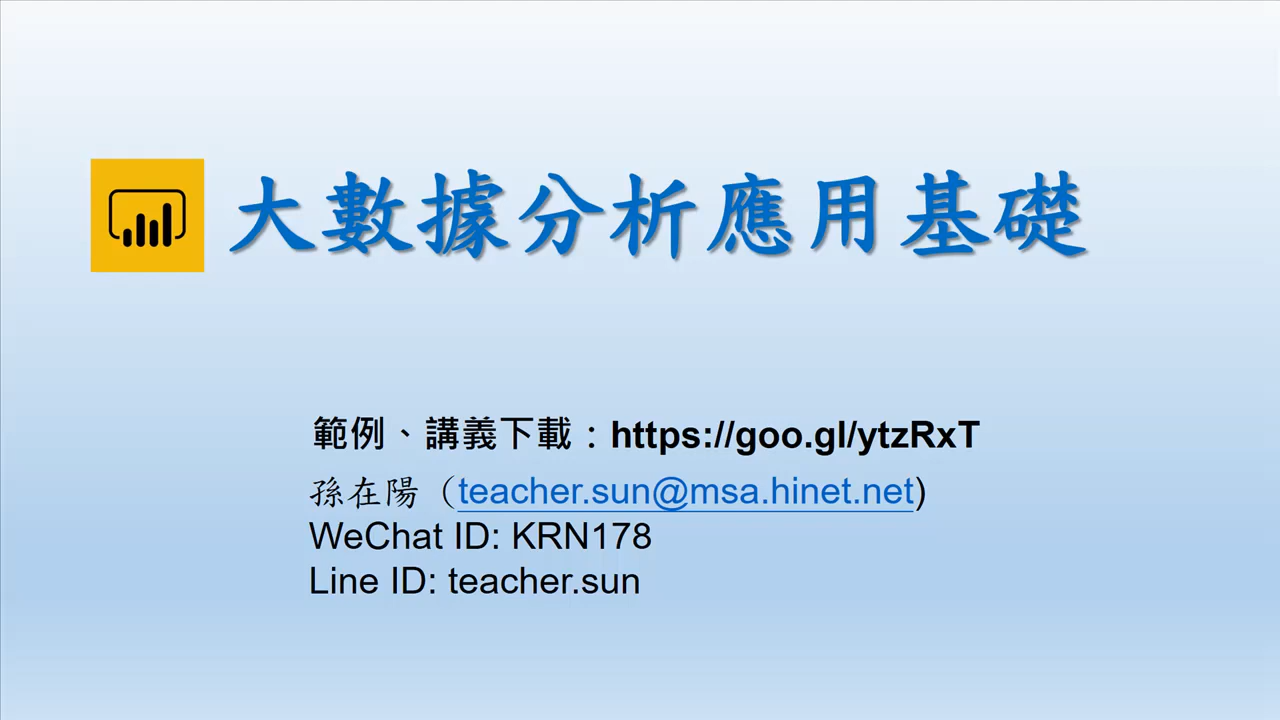 大數據分析應用基礎
範例、講義下載：https://goo.gl/ytzRxT
孫在陽（teacher.sun@msa.hinet.net)
WeChat ID: KRN178
Line ID: teacher.sun